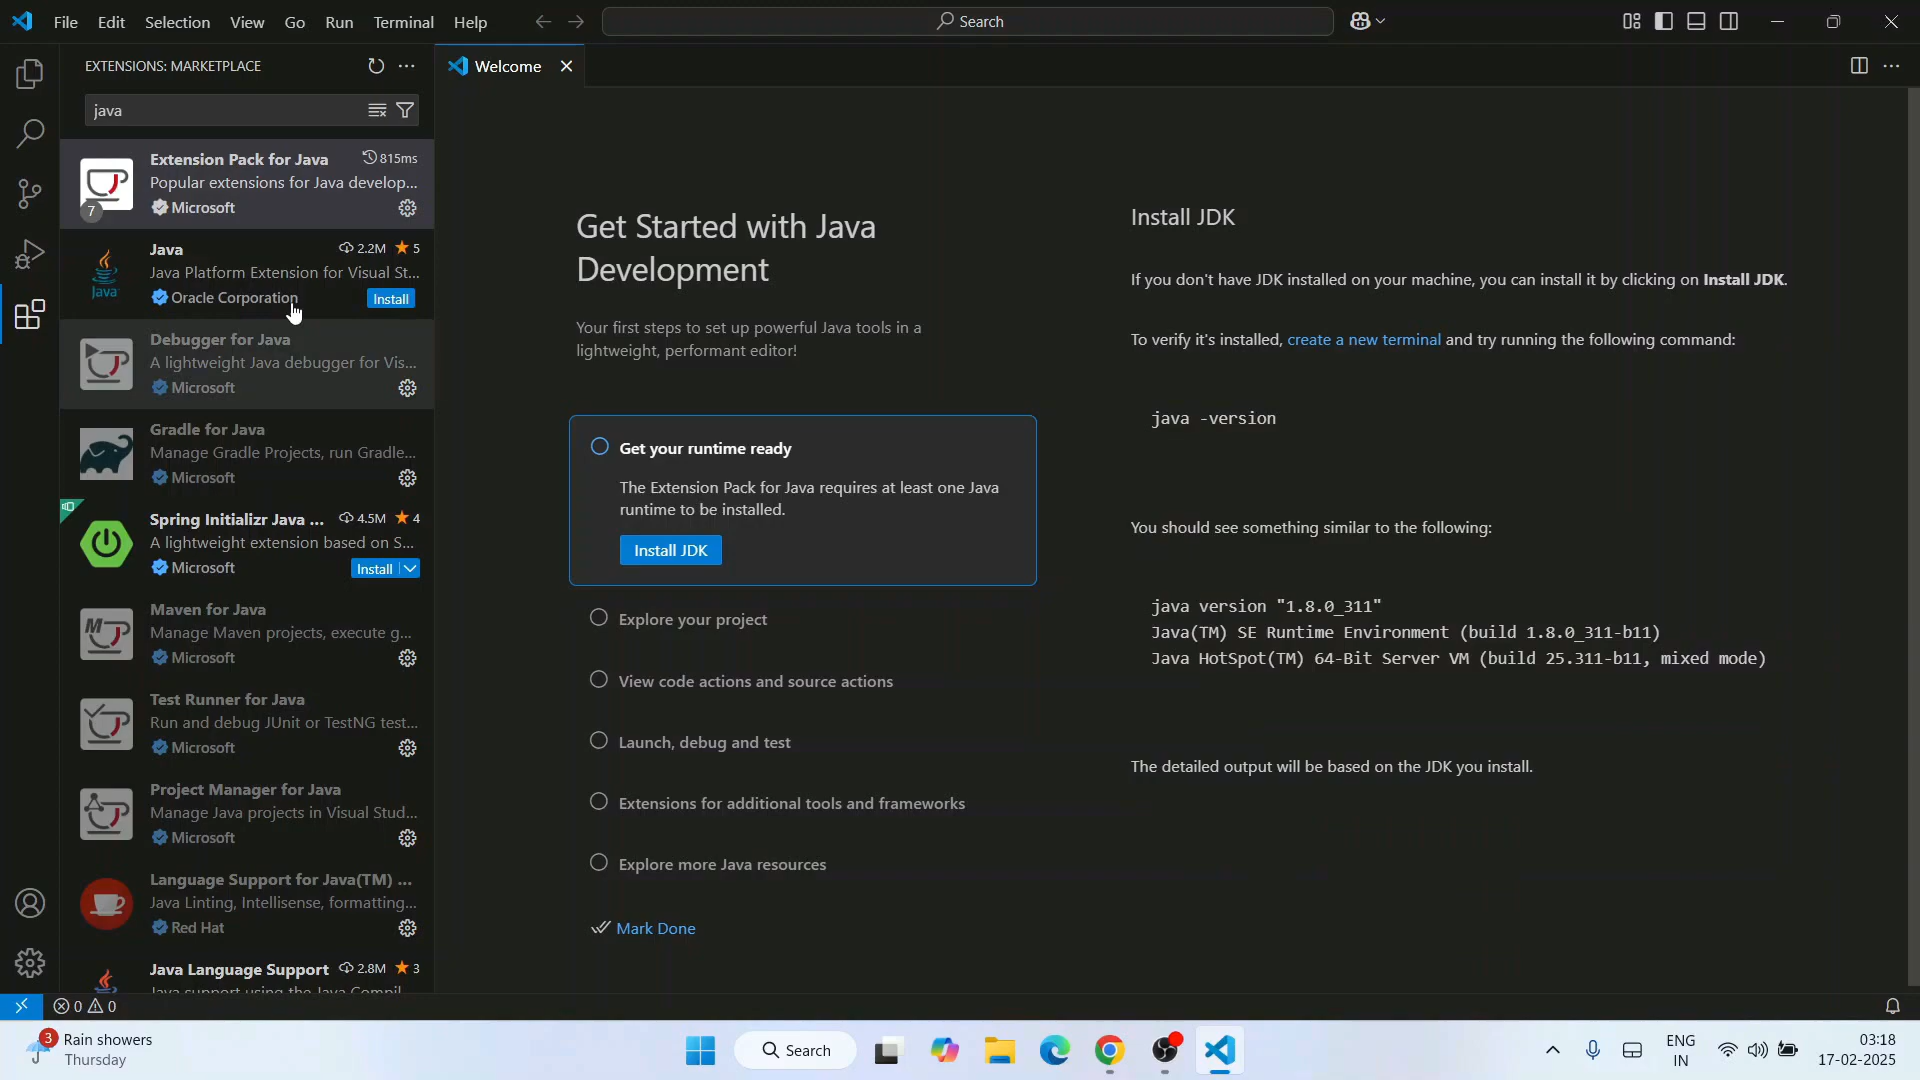 File Edit Selection View Go Run Terminal Help
Search
EXTENSIONS: MARKETPLACE
Welcome
java
Extension Pack for Java 815ms
Popular extensions for Java develop...
Microsoft
7
Java 2.2M 5
Java Platform Extension for Visual St...
Oracle Corporation Install
Java
Debugger for Java
A lightweight Java debugger for Vis...
Microsoft
Gradle for Java
Manage Gradle Projects, run Gradle...
Microsoft
Spring Initializr Java ... 4.5M 4
A lightweight extension based on S...
Microsoft Install
Maven for Java
Manage Maven projects, execute g...
Microsoft
M
Test Runner for Java
Run and debug JUnit or TestNG test...
Microsoft
Project Manager for Java
Manage Java projects in Visual Stud...
Microsoft
Language Support for Java(TM) ...
Java Linting, Intellisense, formatting...
Red Hat
Java Language Support 2.8M 3
Java support using the Java Compil
Get Started with Java
Development
Your first steps to set up powerful Java tools in a
lightweight, performant editor!
Get your runtime ready
The Extension Pack for Java requires at least one Java
runtime to be installed.
Install JDK
Explore your project
View code actions and source actions
Launch, debug and test
Extensions for additional tools and frameworks
Explore more Java resources
Mark Done
Install JDK
If you don't have JDK installed on your machine, you can install it by clicking on Install JDK.
To verify it's installed, create a new terminal and try running the following command:
java -version
You should see something similar to the following:
java version "1.8.0_311"
Java(TM) SE Runtime Environment (build 1.8.0_311-b11)
Java HotSpot(TM) 64-Bit Server VM (build 25.311-b11, mixed mode)
The detailed output will be based on the JDK you install.
0 0
3 Rain showers
Thursday
Search
ENG
IN
03:18
17-02-2025